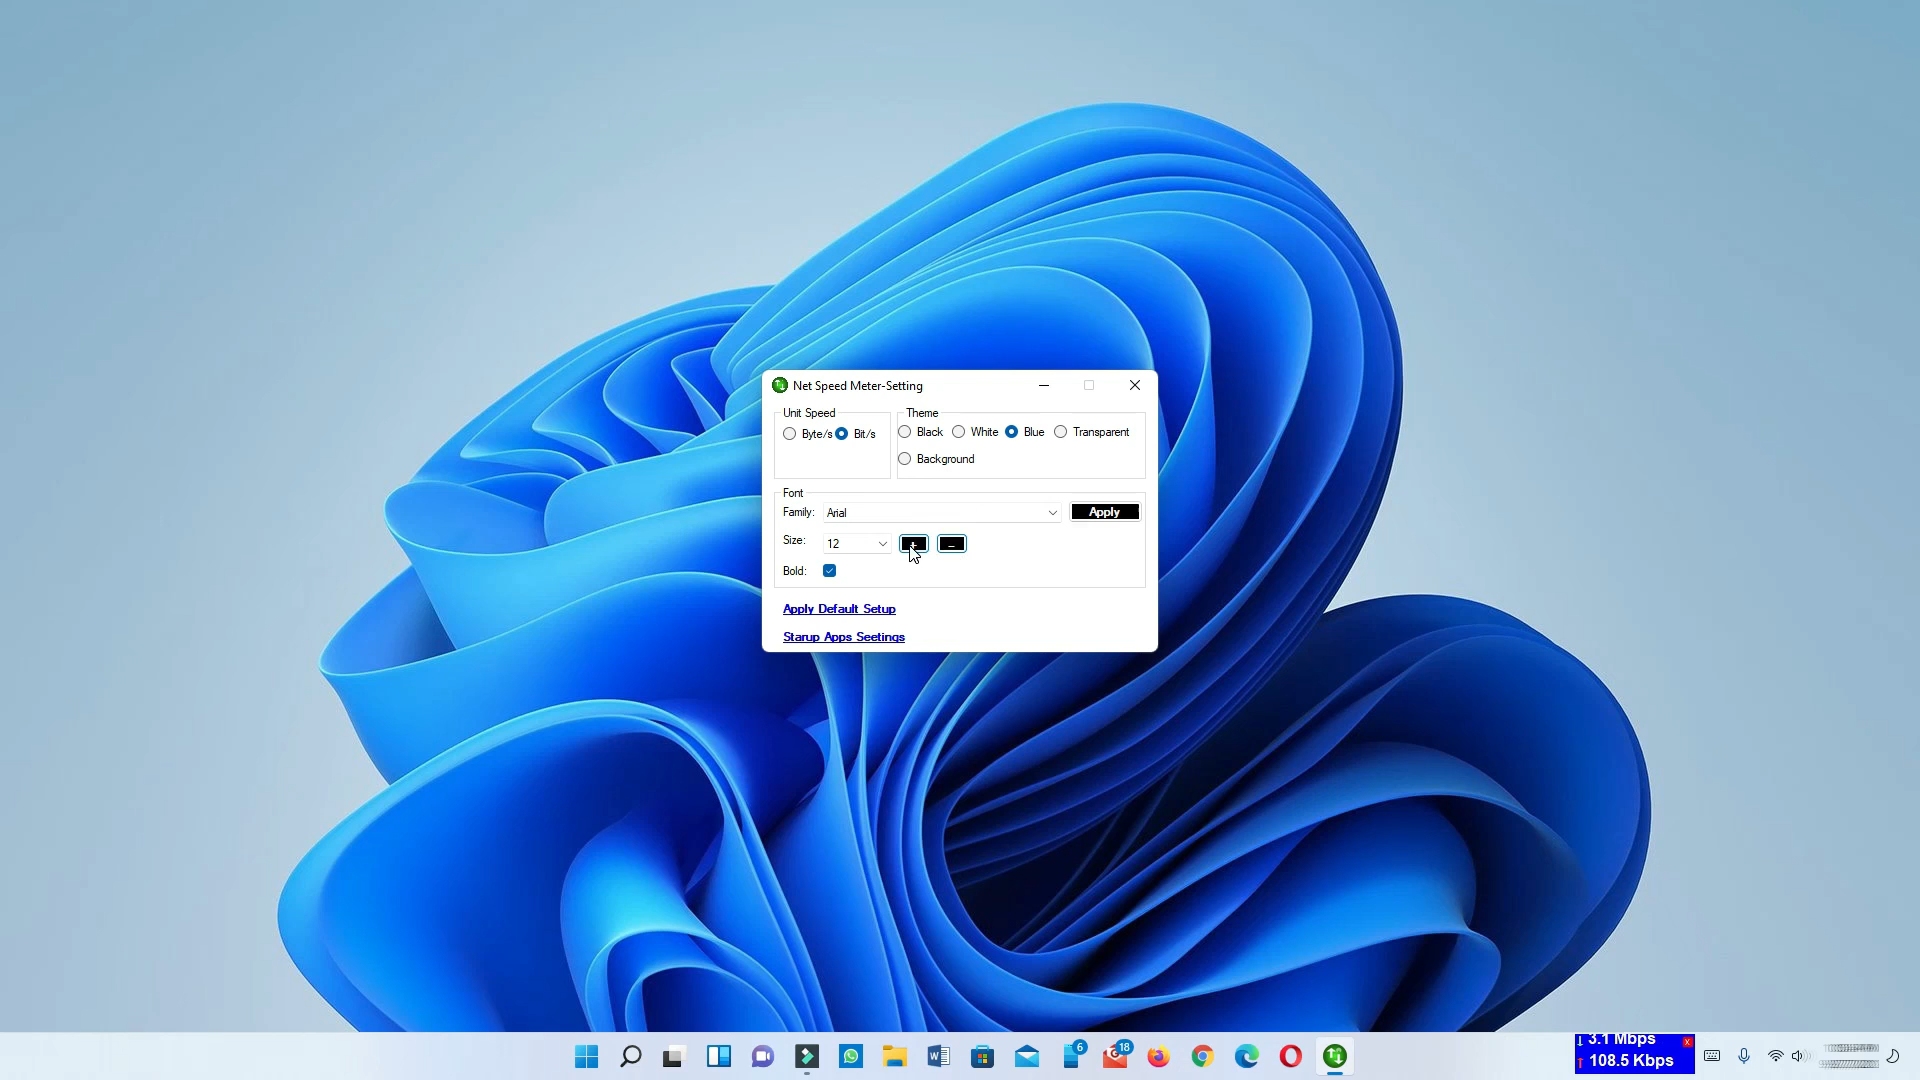 Net Speed Meter-Setting
Unit Speed
Byte/s Bit/s
Theme
Black White Blue Transparent
Background
Font
Family: Arial Apply
Size: 12 + -
Bold:
Apply Default Setup
Starup Apps Seetings
6
18
3.1 Mbps x
108.5 Kbps